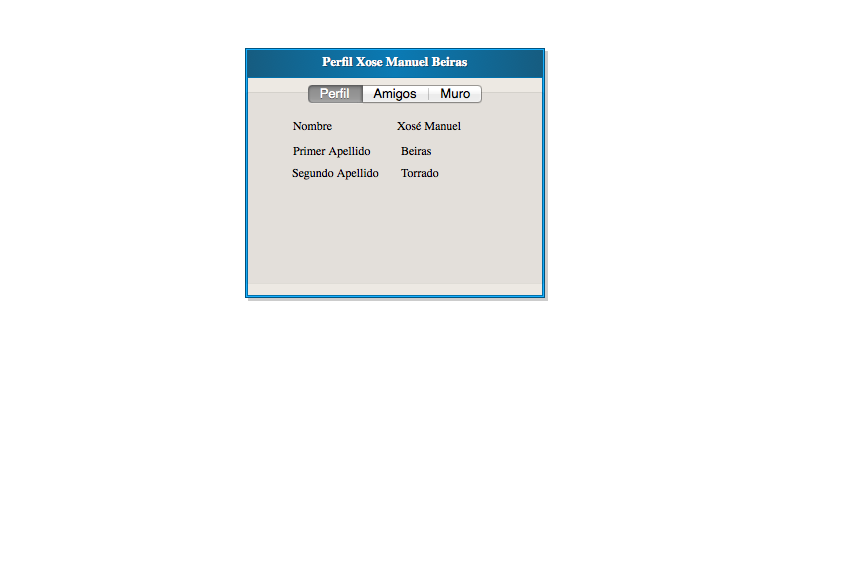 Perfil Xose Manuel Beiras
Perfil Amigos Muro
Nombre Xosé Manuel
Primer Apellido Beiras
Segundo Apellido Torrado